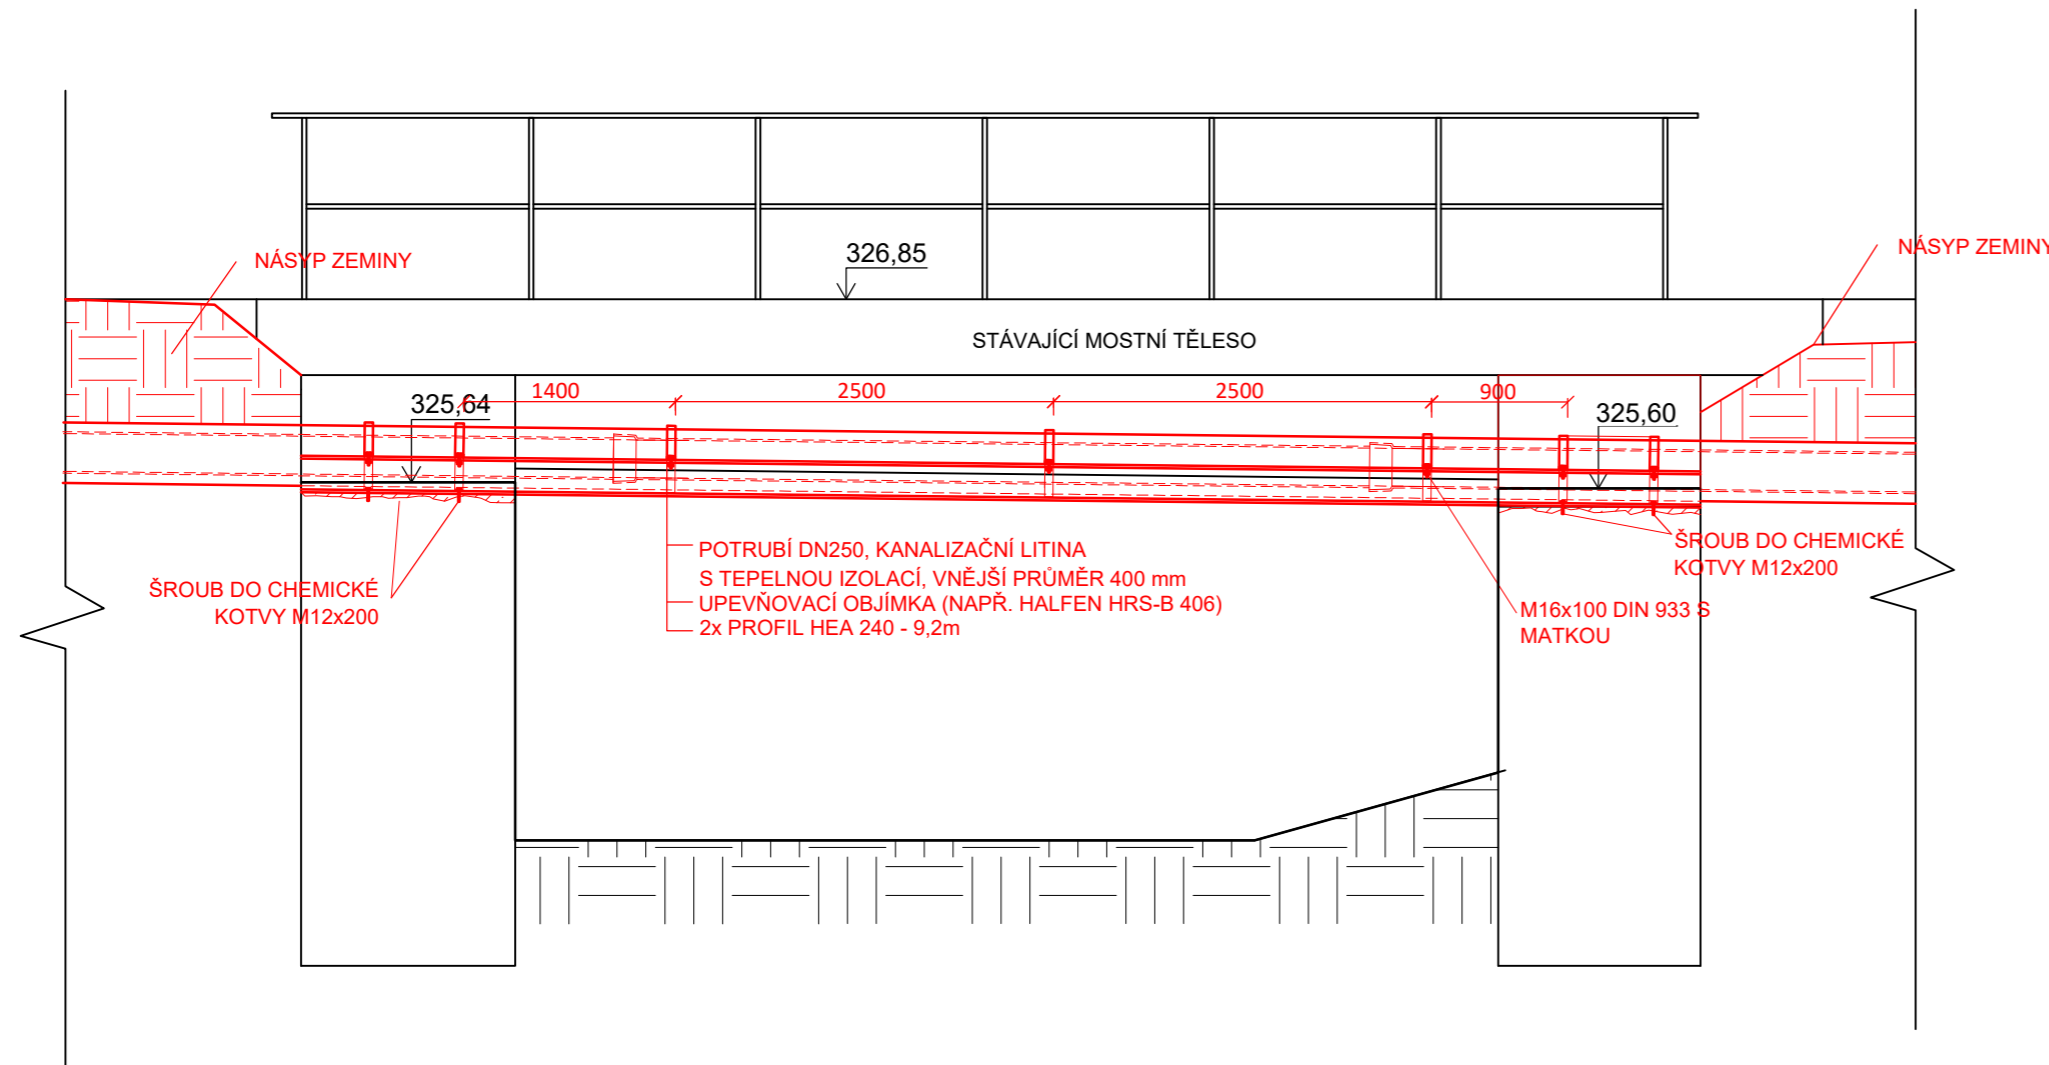 NÁSYP ZEMINY
NÁSYP ZEMINY
326,85
STÁVAJÍCÍ MOSTNÍ TĚLESO
1400
2500
2500
900
325,64
325,60
POTRUBÍ DN250, KANALIZAČNÍ LITINA
S TEPELNOU IZOLACÍ, VNĚJŠÍ PRŮMĚR 400 mm
UPEVŇOVACÍ OBJÍMKA (NAPŘ. HALFEN HRS-B 406)
2x PROFIL HEA 240 - 9,2m
ŠROUB DO CHEMICKÉ
KOTVY M12x200
ŠROUB DO CHEMICKÉ
KOTVY M12x200
M16x100 DIN 933 S
MATKOU